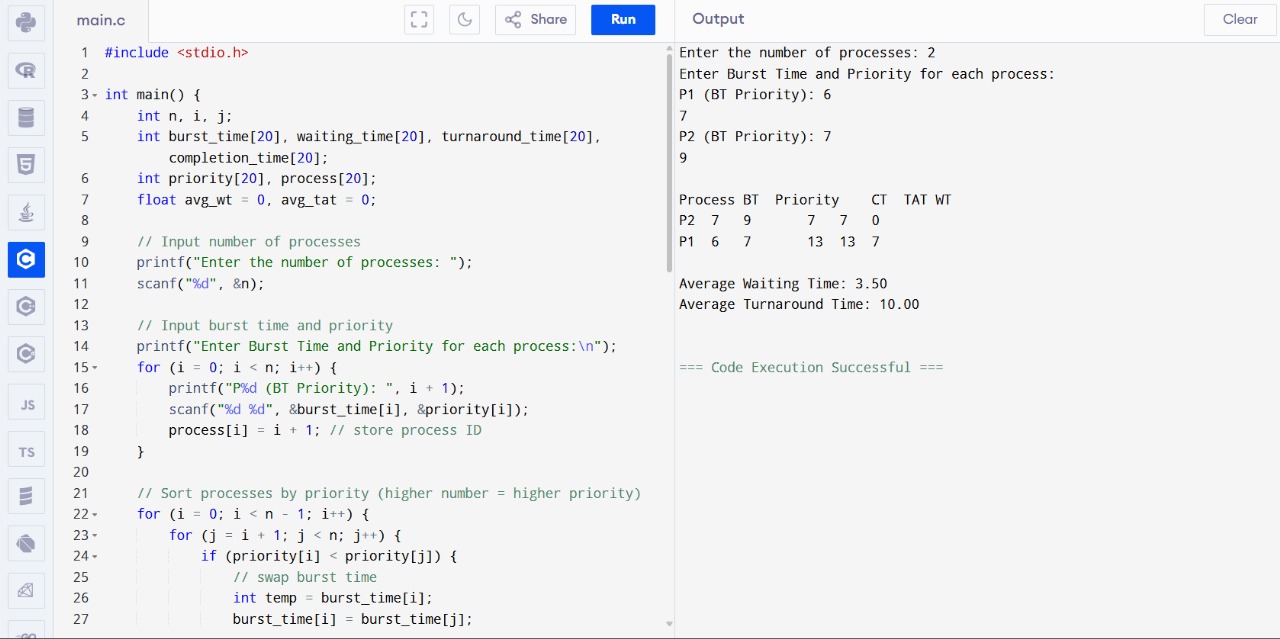 main.c
Share
Run
Output
Clear
1 #include <stdio.h>
2
3 int main() {
4 int n, i, j;
5 int burst_time[20], waiting_time[20], turnaround_time[20],
completion_time[20];
6 int priority[20], process[20];
7 float avg_wt = 0, avg_tat = 0;
8
9 // Input number of processes
10 printf("Enter the number of processes: ");
11 scanf("%d", &n);
12
13 // Input burst time and priority
14 printf("Enter Burst Time and Priority for each process:\n");
15 for (i = 0; i < n; i++) {
16 printf("P%d (BT Priority): ", i + 1);
17 scanf("%d %d", &burst_time[i], &priority[i]);
18 process[i] = i + 1; // store process ID
19 }
20
21 // Sort processes by priority (higher number = higher priority)
22 for (i = 0; i < n - 1; i++) {
23 for (j = i + 1; j < n; j++) {
24 if (priority[i] < priority[j]) {
25 // swap burst time
26 int temp = burst_time[i];
27 burst_time[i] = burst_time[j];
Enter the number of processes: 2
Enter Burst Time and Priority for each process:
P1 (BT Priority): 6
7
P2 (BT Priority): 7
9
Process BT Priority CT TAT WT
P2 7 9 7 7 0
P1 6 7 13 13 7
Average Waiting Time: 3.50
Average Turnaround Time: 10.00
=== Code Execution Successful ===
R
5
C
C
C
JS
TS